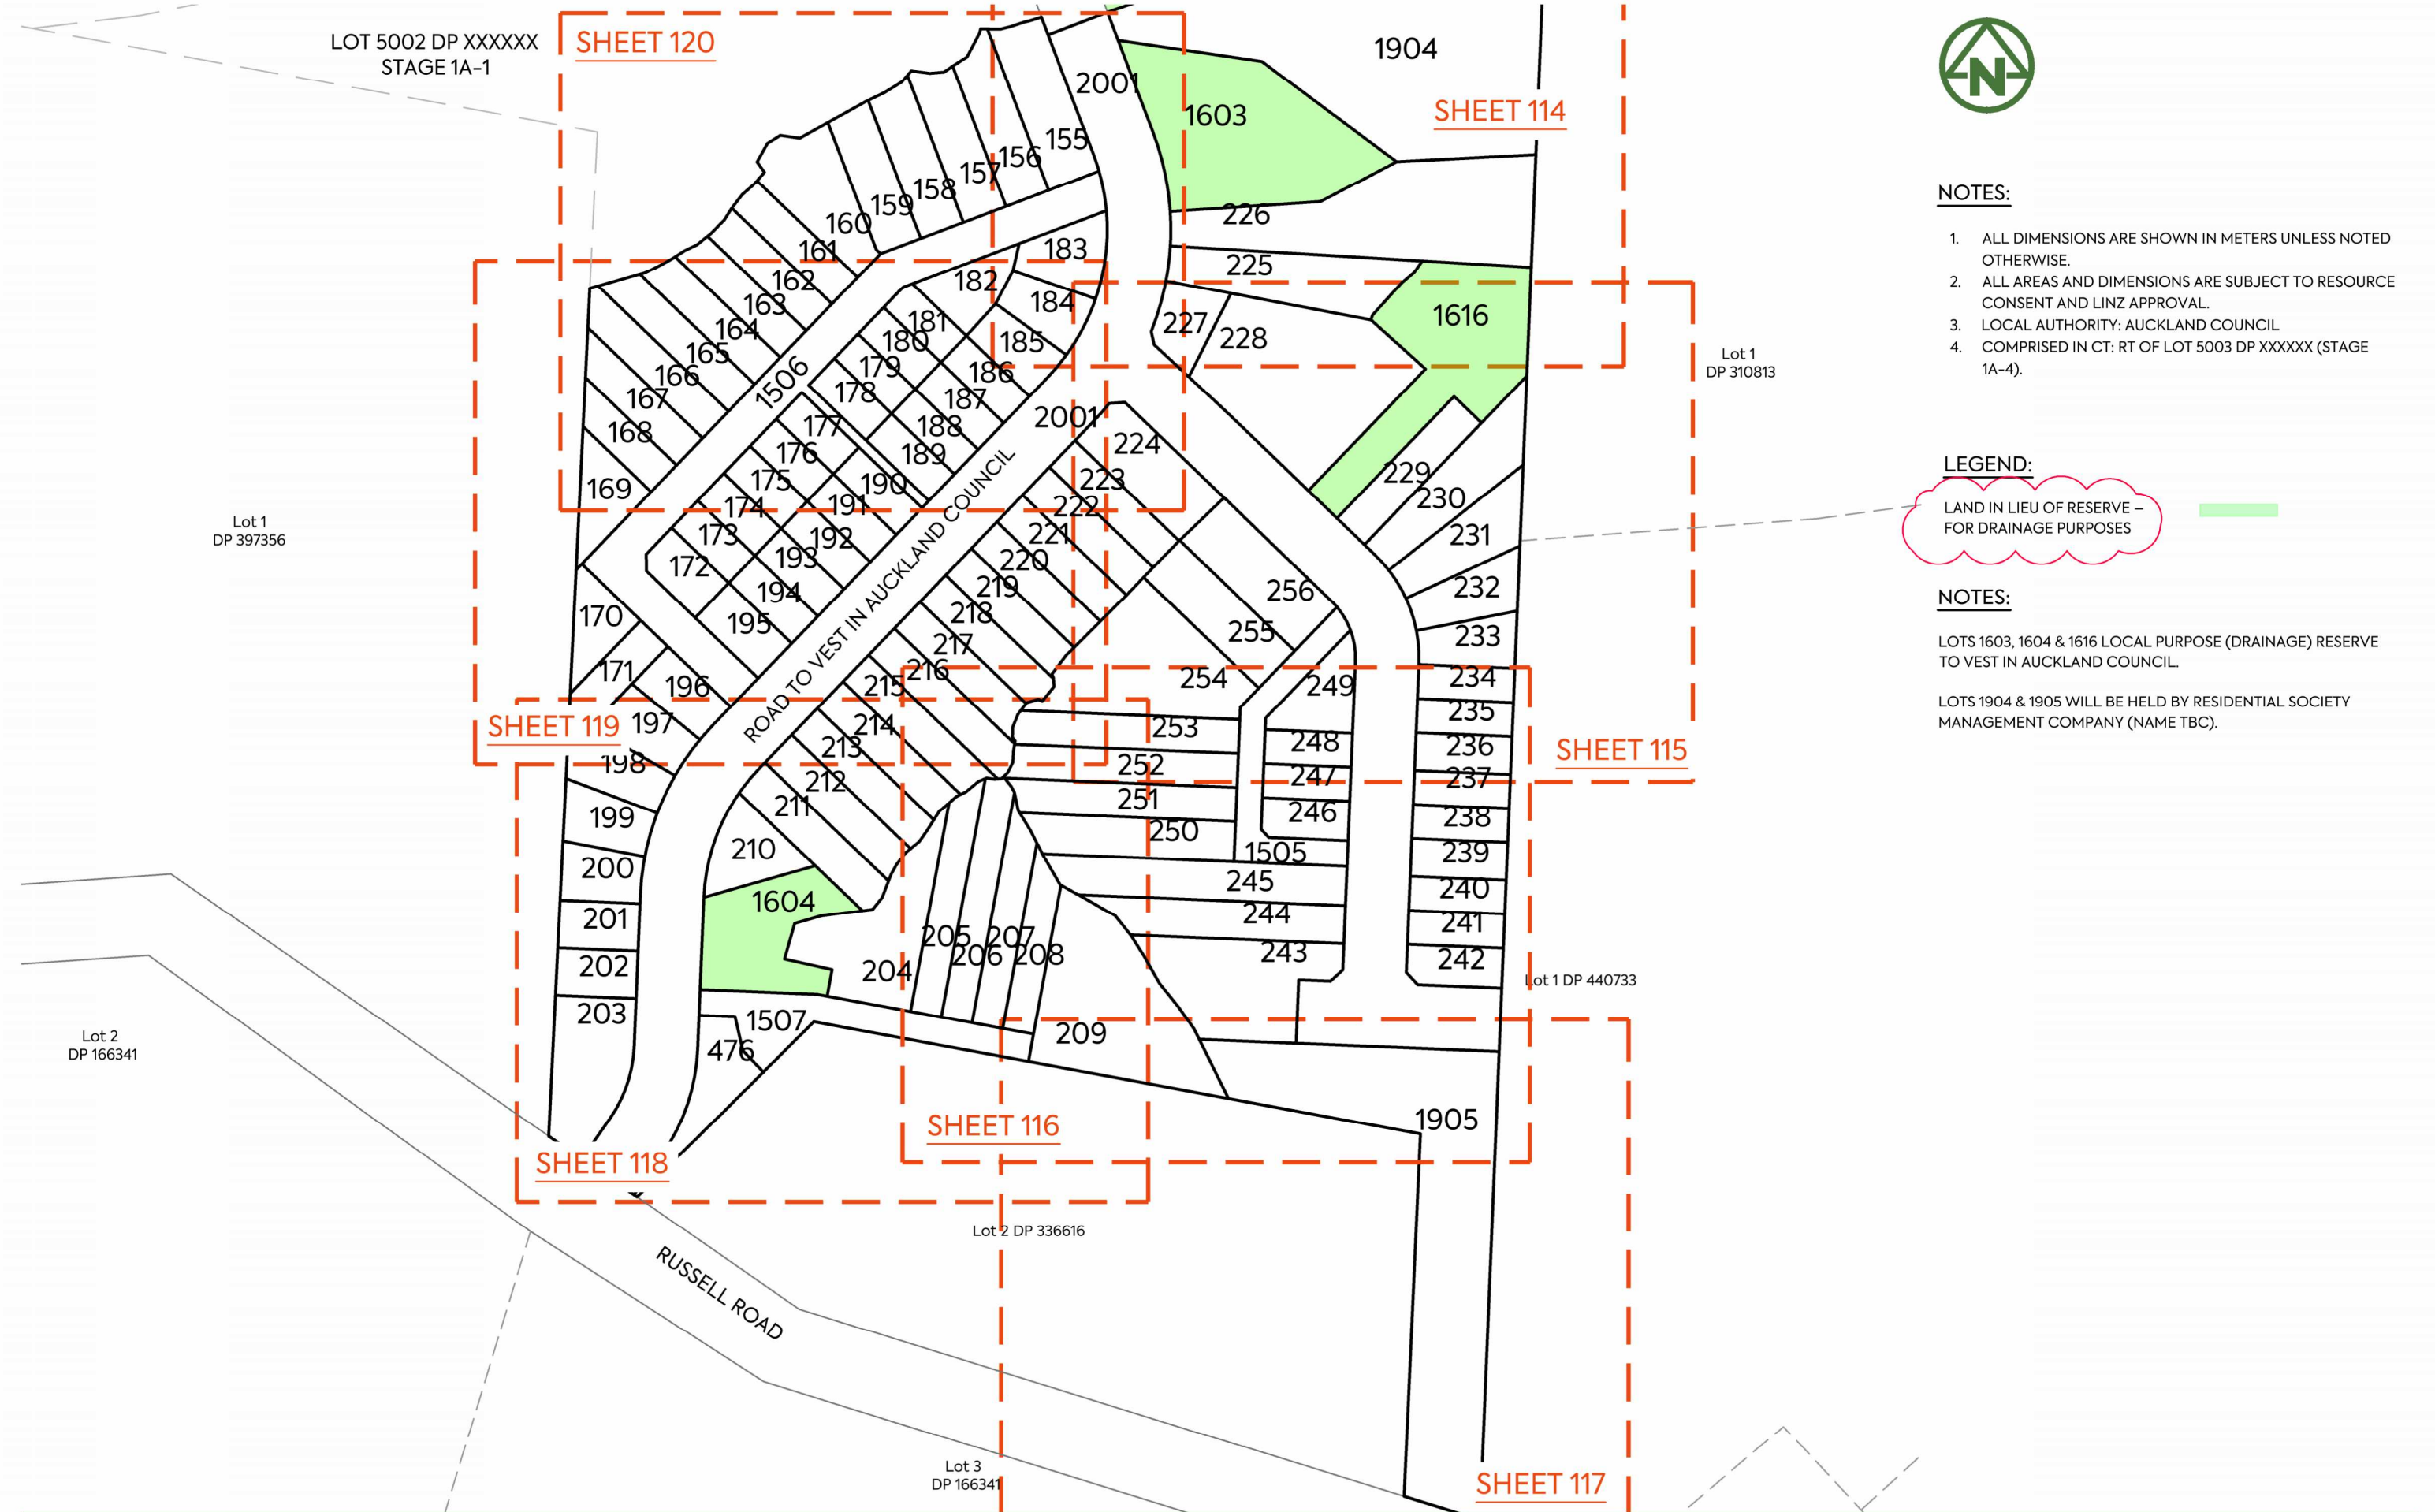 LOT 5002 DP XXXXXX
STAGE 1A-1
SHEET 120
1904
SHEET 114
2001
1603
155
156
157
158
159
160
161
162
163
164
165
166
167
168
169
170
171
226
225
183
182
184
181
180
179
178
185
186
187
188
189
1506
177
176
175
174
173
172
190
191
192
193
194
195
196
197
198
199
200
201
202
203
2001
ROAD TO VEST IN AUCKLAND COUNCIL
227
228
1616
224
223
222
221
220
219
218
217
216
215
214
213
212
211
210
229
230
231
232
233
234
235
236
237
238
239
240
241
242
256
255
254
249
253
252
251
250
248
247
246
1505
245
244
243
1604
204
205
206
207
208
209
1507
476
1905
SHEET 119
SHEET 115
SHEET 116
SHEET 118
SHEET 117
Lot 1
DP 397356
Lot 1
DP 310813
Lot 1 DP 440733
Lot 2
DP 166341
Lot 2 DP 336616
RUSSELL ROAD
Lot 3
DP 166341
N
NOTES:
1. ALL DIMENSIONS ARE SHOWN IN METERS UNLESS NOTED
OTHERWISE.
2. ALL AREAS AND DIMENSIONS ARE SUBJECT TO RESOURCE
CONSENT AND LINZ APPROVAL.
3. LOCAL AUTHORITY: AUCKLAND COUNCIL
4. COMPRISED IN CT: RT OF LOT 5003 DP XXXXXX (STAGE
1A-4).
LEGEND:
LAND IN LIEU OF RESERVE –
FOR DRAINAGE PURPOSES
NOTES:
LOTS 1603, 1604 & 1616 LOCAL PURPOSE (DRAINAGE) RESERVE
TO VEST IN AUCKLAND COUNCIL.
LOTS 1904 & 1905 WILL BE HELD BY RESIDENTIAL SOCIETY
MANAGEMENT COMPANY (NAME TBC).